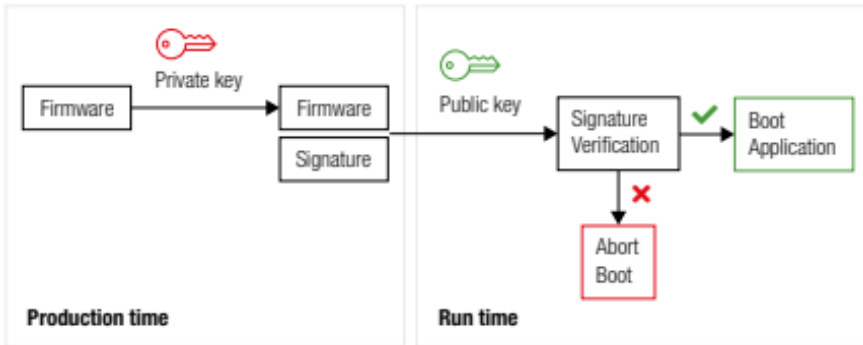 Private key
Firmware
Firmware
Signature
Production time
Public key
Signature
Verification
Boot
Application
Abort
Boot
Run time